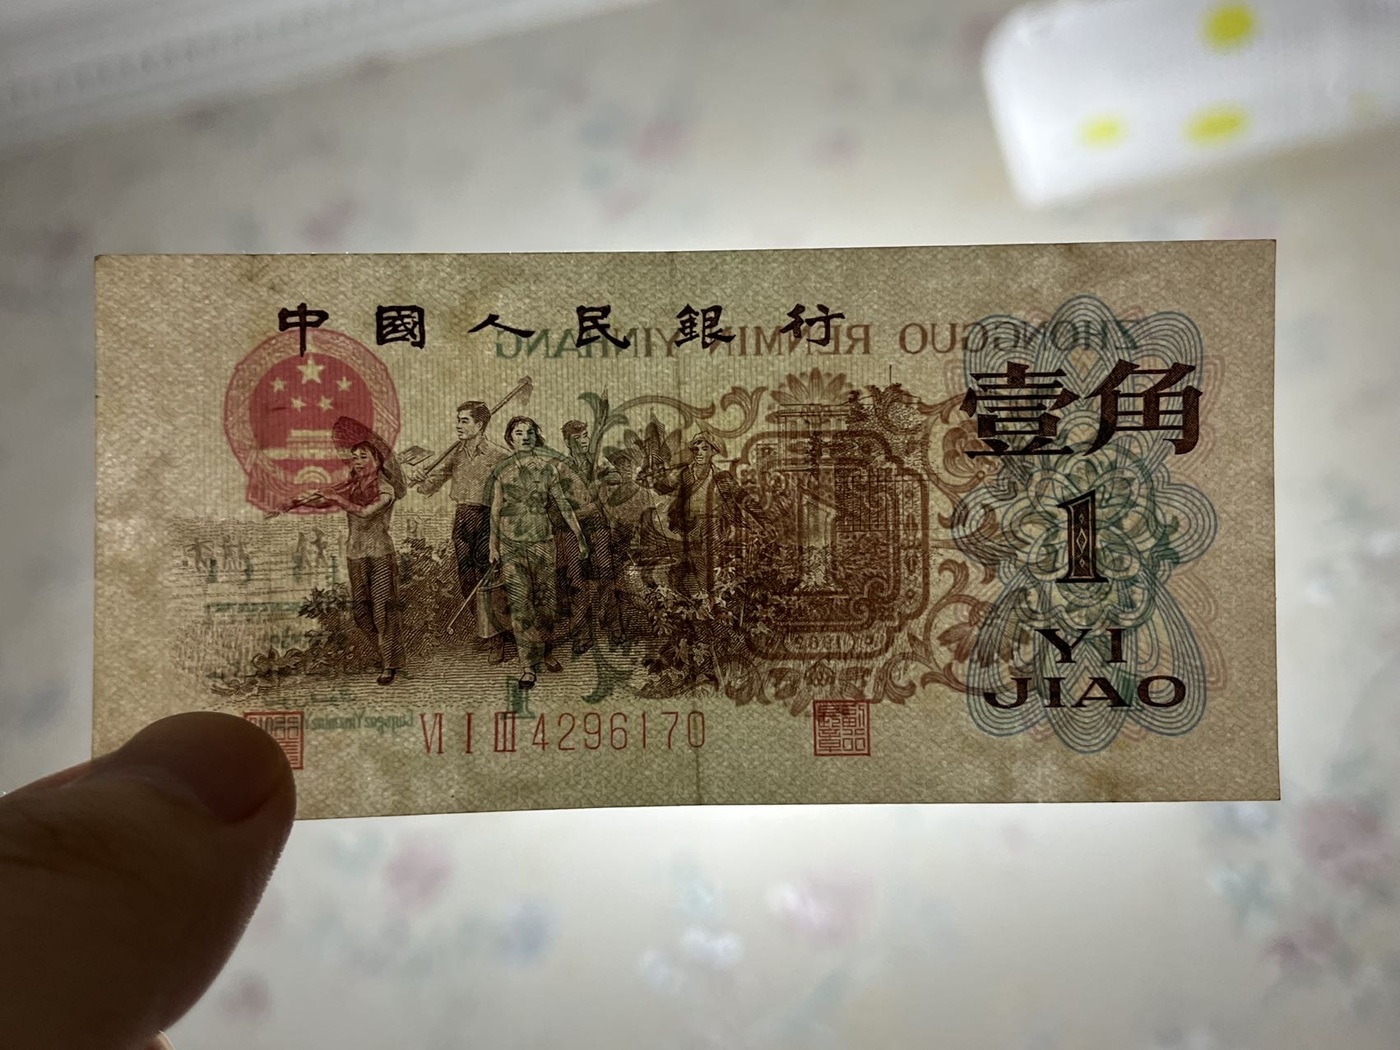 中國人民銀行
ZHONGGUO RENMIN YINHANG
壹角
1
YI
JIAO
VI I III 4296170